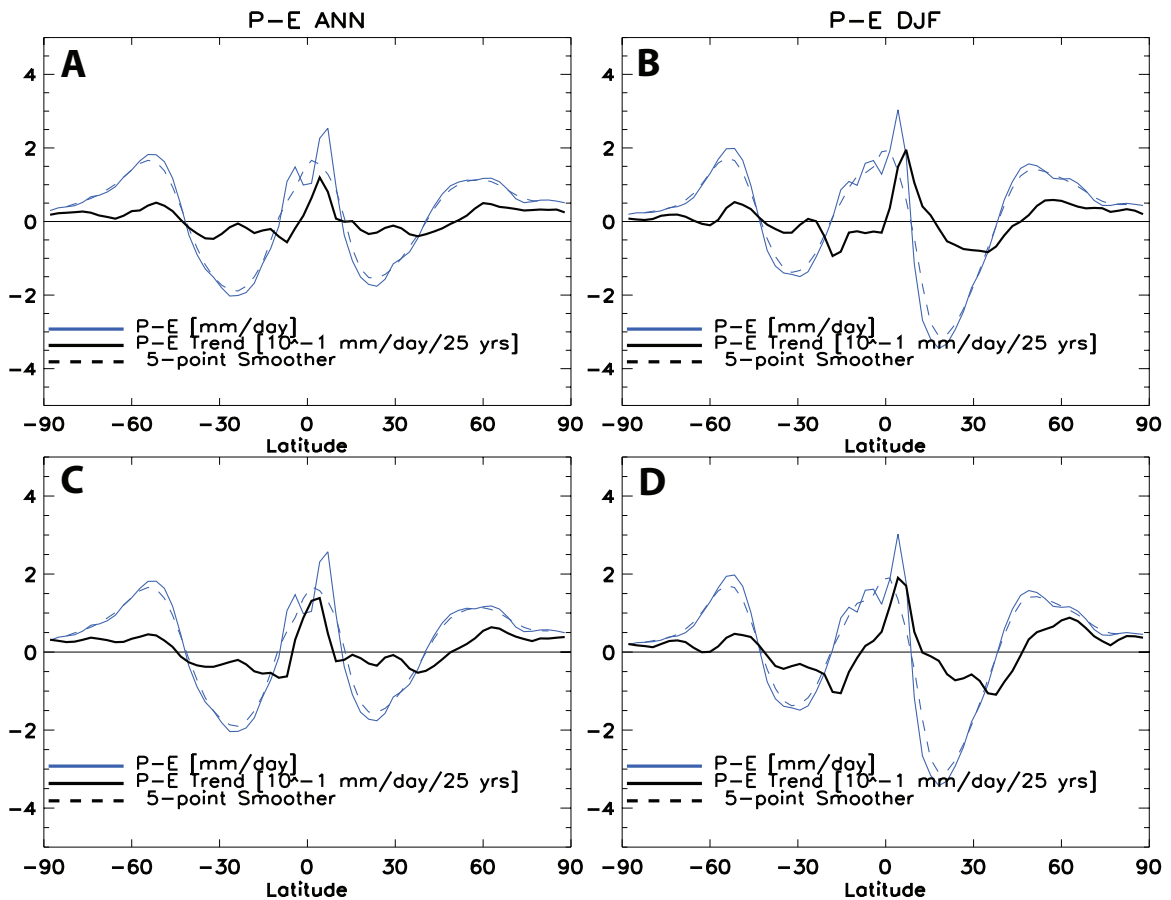 P-E ANN
A
4
2
0
-2
-4
P-E [mm/day]
P-E Trend [10^-1 mm/day/25 yrs]
5-point Smoother
-90 -60 -30 0 30 60 90
Latitude
P-E DJF
B
4
2
0
-2
-4
P-E [mm/day]
P-E Trend [10^-1 mm/day/25 yrs]
5-point Smoother
-90 -60 -30 0 30 60 90
Latitude
C
4
2
0
-2
-4
P-E [mm/day]
P-E Trend [10^-1 mm/day/25 yrs]
5-point Smoother
-90 -60 -30 0 30 60 90
Latitude
D
4
2
0
-2
-4
P-E [mm/day]
P-E Trend [10^-1 mm/day/25 yrs]
5-point Smoother
-90 -60 -30 0 30 60 90
Latitude